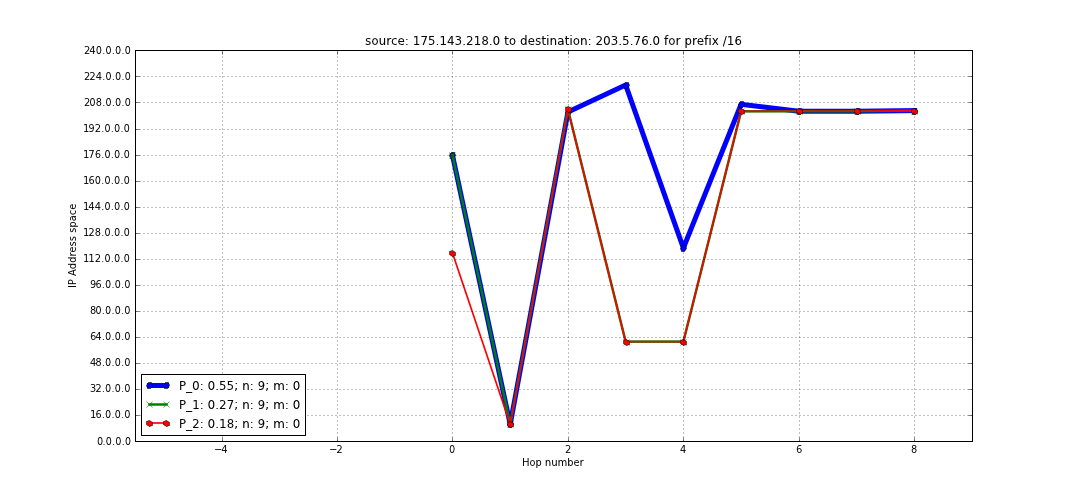 source: 175.143.218.0 to destination: 203.5.76.0 for prefix /16
240.0.0.0
224.0.0.0
208.0.0.0
192.0.0.0
176.0.0.0
160.0.0.0
144.0.0.0
128.0.0.0
112.0.0.0
96.0.0.0
80.0.0.0
64.0.0.0
48.0.0.0
32.0.0.0
16.0.0.0
0.0.0.0
IP Address space
P_0: 0.55; n: 9; m: 0
P_1: 0.27; n: 9; m: 0
P_2: 0.18; n: 9; m: 0
−4 −2 0 2 4 6 8
Hop number